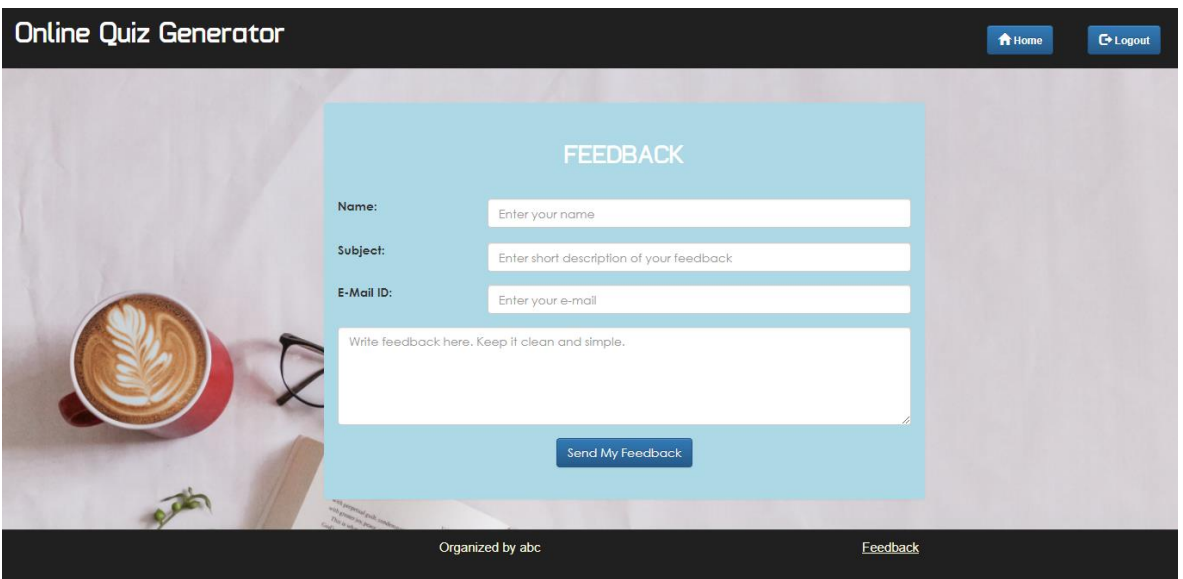 Online Quiz Generator
Home
Logout
FEEDBACK
Name:
Enter your name
Subject:
Enter short description of your feedback
E-Mail ID:
Enter your e-mail
Write feedback here. Keep it clean and simple.
Send My Feedback
Organized by abc
Feedback